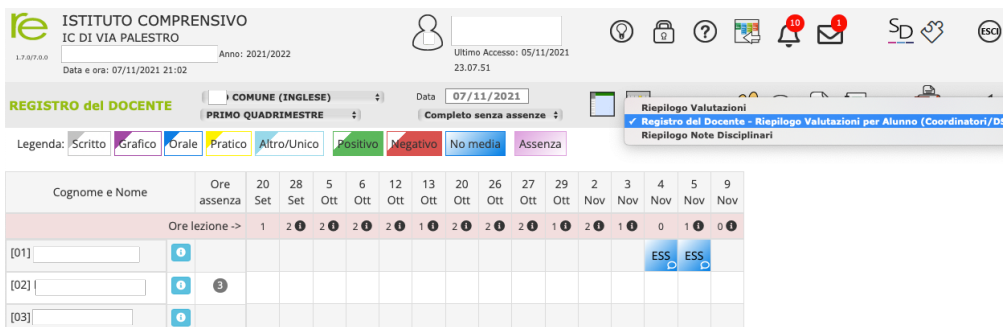 re ISTITUTO COMPRENSIVO
IC DI VIA PALESTRO
1.7.0/7.0.0
Anno: 2021/2022
Data e ora: 07/11/2021 21:02
Ultimo Accesso: 05/11/2021
23.07.51
10
1
SD
ESCI
REGISTRO del DOCENTE
COMUNE (INGLESE)
PRIMO QUADRIMESTRE
Data 07/11/2021
Completo senza assenze
Riepilogo Valutazioni
✓ Registro del Docente - Riepilogo Valutazioni per Alunno (Coordinatori/DS
Riepilogo Note Disciplinari
Legenda: Scritto Grafico Orale Pratico Altro/Unico Positivo Negativo No media Assenza
Cognome e Nome Ore assenza 20 Set 28 Set 5 Ott 6 Ott 12 Ott 13 Ott 20 Ott 26 Ott 27 Ott 29 Ott 2 Nov 3 Nov 4 Nov 5 Nov 9 Nov
Ore lezione -> 1 2 2 2 2 1 2 2 2 1 2 1 0 1 0
[01] ESS ESS
[02] 3
[03]